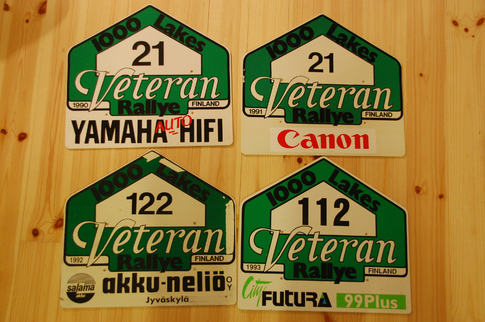 1000 Lakes
21
Veteran
1990 Rallye FINLAND
YAMAHA AUTO HIFI
1000 Lakes
21
Veteran
1991 Rallye FINLAND
Canon
1000 Lakes
122
Veteran
1992 Rallye FINLAND
salama akku
akku-neliö OY
Jyväskylä
1000 Lakes
112
Veteran
1993 Rallye FINLAND
City FUTURA 99Plus